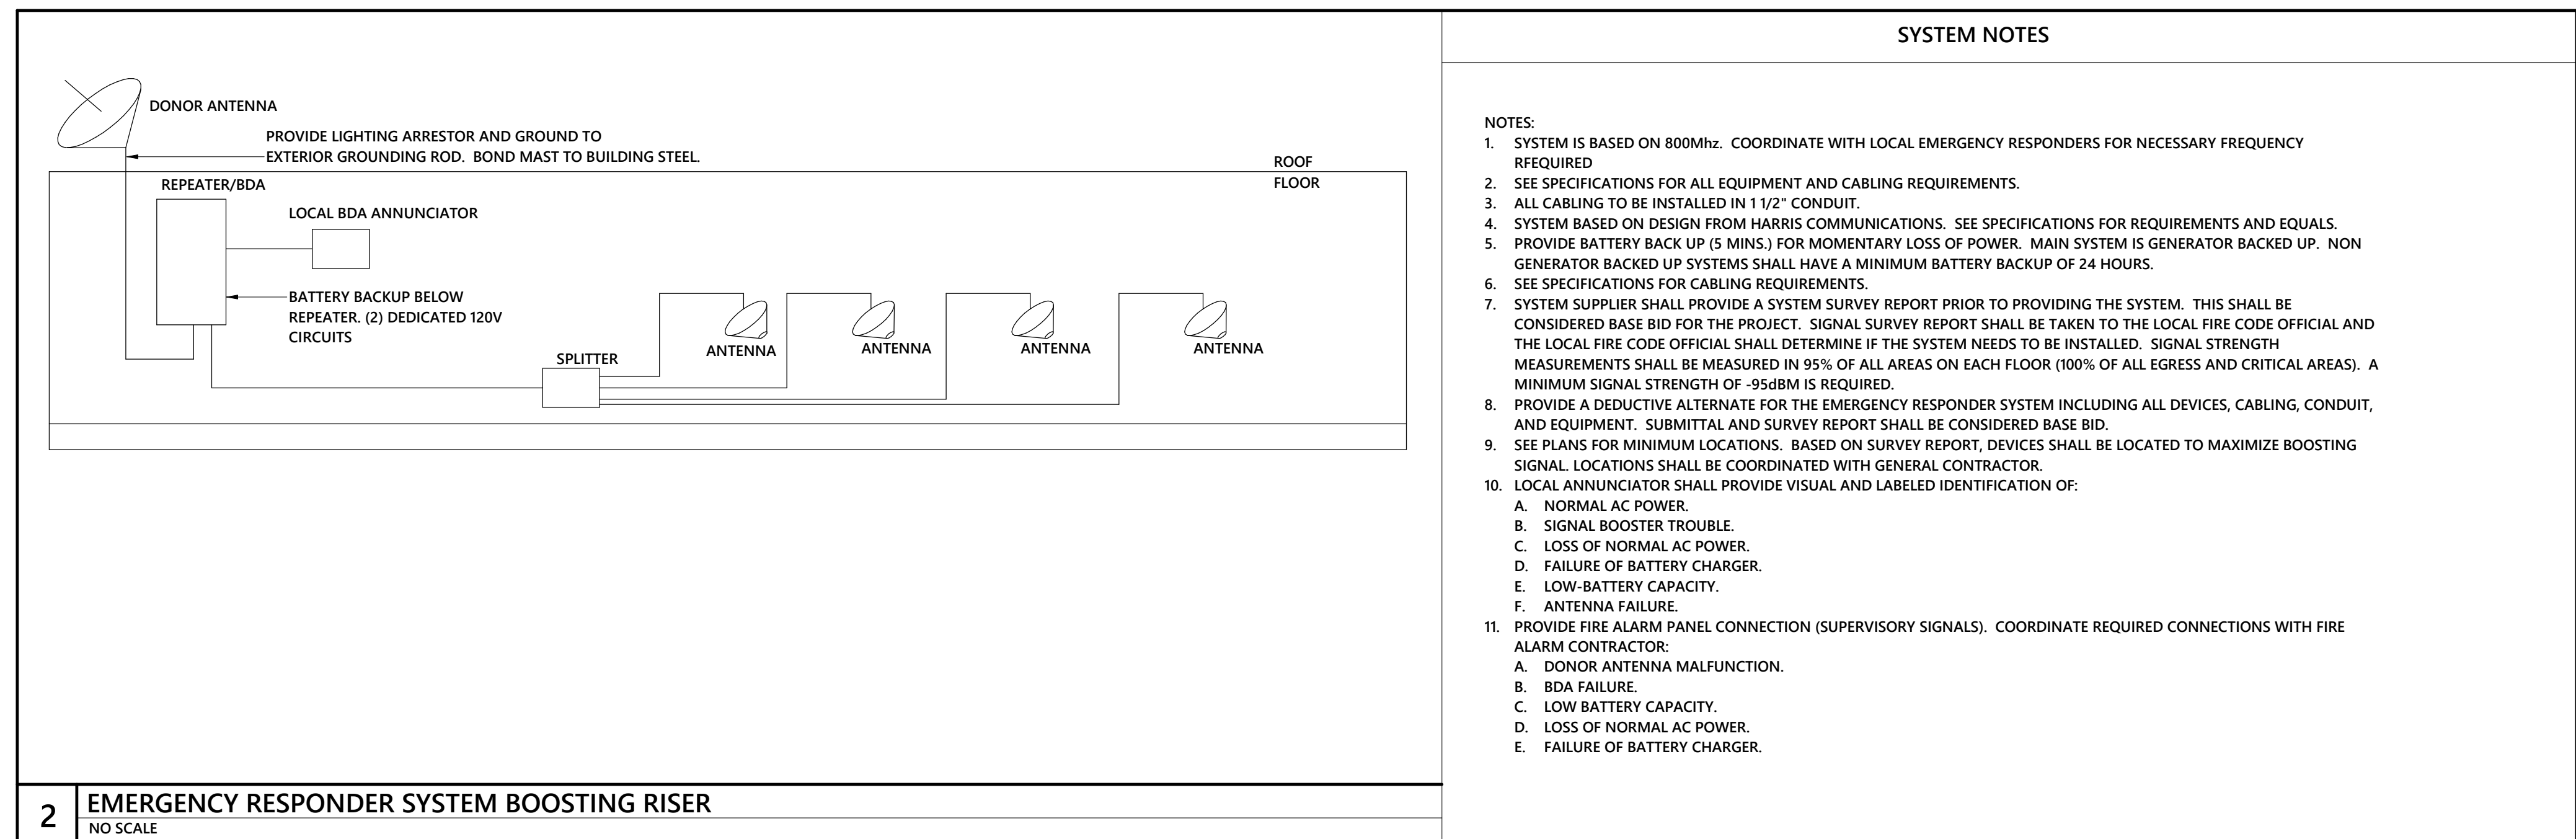 DONOR ANTENNA
PROVIDE LIGHTING ARRESTOR AND GROUND TO
EXTERIOR GROUNDING ROD. BOND MAST TO BUILDING STEEL.
ROOF
FLOOR
REPEATER/BDA
LOCAL BDA ANNUNCIATOR
BATTERY BACKUP BELOW
REPEATER. (2) DEDICATED 120V
CIRCUITS
SPLITTER
ANTENNA
ANTENNA
ANTENNA
ANTENNA
2
EMERGENCY RESPONDER SYSTEM BOOSTING RISER
NO SCALE
SYSTEM NOTES
NOTES:
1. SYSTEM IS BASED ON 800Mhz. COORDINATE WITH LOCAL EMERGENCY RESPONDERS FOR NECESSARY FREQUENCY
RFEQUIRED
2. SEE SPECIFICATIONS FOR ALL EQUIPMENT AND CABLING REQUIREMENTS.
3. ALL CABLING TO BE INSTALLED IN 1 1/2" CONDUIT.
4. SYSTEM BASED ON DESIGN FROM HARRIS COMMUNICATIONS. SEE SPECIFICATIONS FOR REQUIREMENTS AND EQUALS.
5. PROVIDE BATTERY BACK UP (5 MINS.) FOR MOMENTARY LOSS OF POWER. MAIN SYSTEM IS GENERATOR BACKED UP. NON
GENERATOR BACKED UP SYSTEMS SHALL HAVE A MINIMUM BATTERY BACKUP OF 24 HOURS.
6. SEE SPECIFICATIONS FOR CABLING REQUIREMENTS.
7. SYSTEM SUPPLIER SHALL PROVIDE A SYSTEM SURVEY REPORT PRIOR TO PROVIDING THE SYSTEM. THIS SHALL BE
CONSIDERED BASE BID FOR THE PROJECT. SIGNAL SURVEY REPORT SHALL BE TAKEN TO THE LOCAL FIRE CODE OFFICIAL AND
THE LOCAL FIRE CODE OFFICIAL SHALL DETERMINE IF THE SYSTEM NEEDS TO BE INSTALLED. SIGNAL STRENGTH
MEASUREMENTS SHALL BE MEASURED IN 95% OF ALL AREAS ON EACH FLOOR (100% OF ALL EGRESS AND CRITICAL AREAS). A
MINIMUM SIGNAL STRENGTH OF -95dBM IS REQUIRED.
8. PROVIDE A DEDUCTIVE ALTERNATE FOR THE EMERGENCY RESPONDER SYSTEM INCLUDING ALL DEVICES, CABLING, CONDUIT,
AND EQUIPMENT. SUBMITTAL AND SURVEY REPORT SHALL BE CONSIDERED BASE BID.
9. SEE PLANS FOR MINIMUM LOCATIONS. BASED ON SURVEY REPORT, DEVICES SHALL BE LOCATED TO MAXIMIZE BOOSTING
SIGNAL. LOCATIONS SHALL BE COORDINATED WITH GENERAL CONTRACTOR.
10. LOCAL ANNUNCIATOR SHALL PROVIDE VISUAL AND LABELED IDENTIFICATION OF:
A. NORMAL AC POWER.
B. SIGNAL BOOSTER TROUBLE.
C. LOSS OF NORMAL AC POWER.
D. FAILURE OF BATTERY CHARGER.
E. LOW-BATTERY CAPACITY.
F. ANTENNA FAILURE.
11. PROVIDE FIRE ALARM PANEL CONNECTION (SUPERVISORY SIGNALS). COORDINATE REQUIRED CONNECTIONS WITH FIRE
ALARM CONTRACTOR:
A. DONOR ANTENNA MALFUNCTION.
B. BDA FAILURE.
C. LOW BATTERY CAPACITY.
D. LOSS OF NORMAL AC POWER.
E. FAILURE OF BATTERY CHARGER.